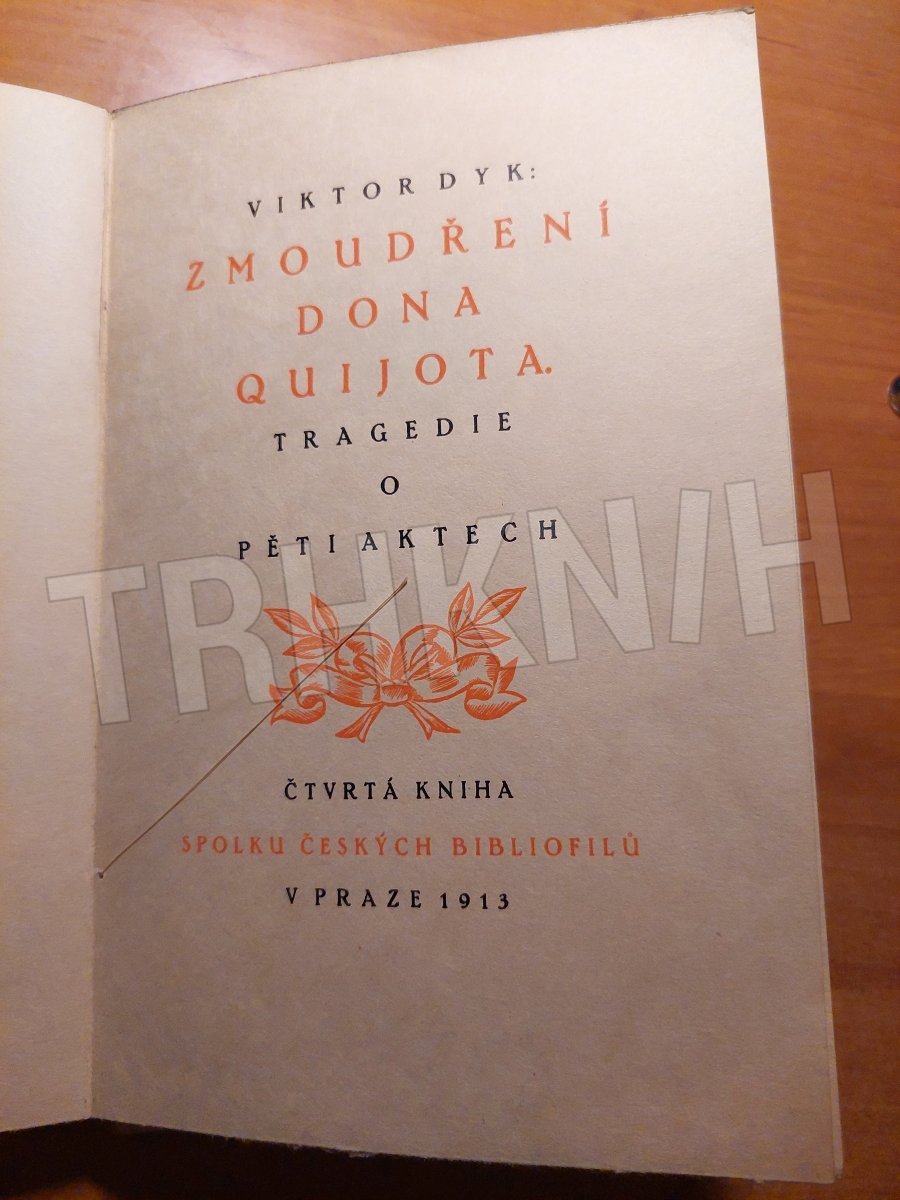 VIKTOR DYK:
ZMOUDŘENÍ
DONA
QUIJOTA.
TRAGEDIE
O
PĚTI AKTECH
TRHKNIH
ČTVRTÁ KNIHA
SPOLKU ČESKÝCH BIBLIOFILŮ
V PRAZE 1913